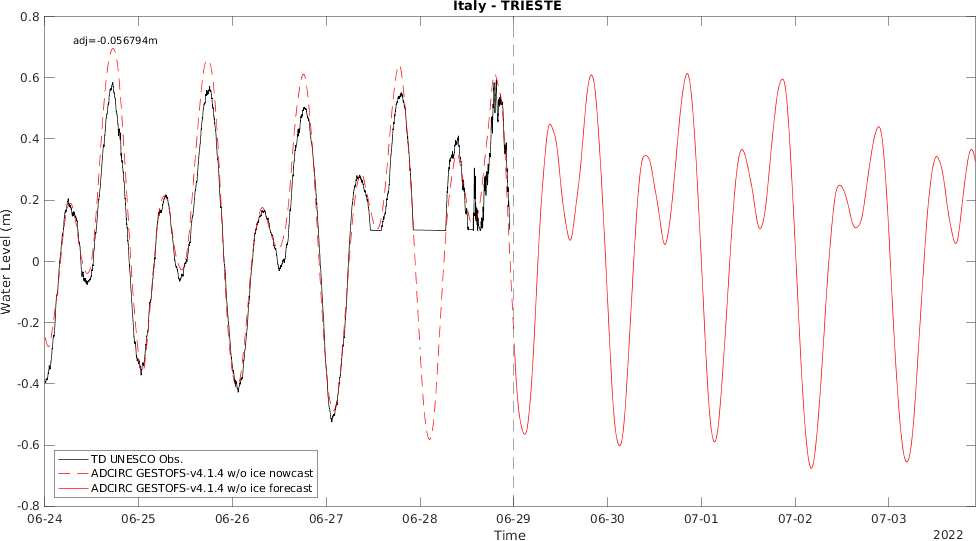 Italy - TRIESTE
adj=-0.056794m
0.8
0.6
0.4
0.2
0
-0.2
-0.4
-0.6
-0.8
Water Level (m)
TD UNESCO Obs.
ADCIRC GESTOFS-v4.1.4 w/o ice nowcast
ADCIRC GESTOFS-v4.1.4 w/o ice forecast
06-24 06-25 06-26 06-27 06-28 06-29 06-30 07-01 07-02 07-03
Time
2022